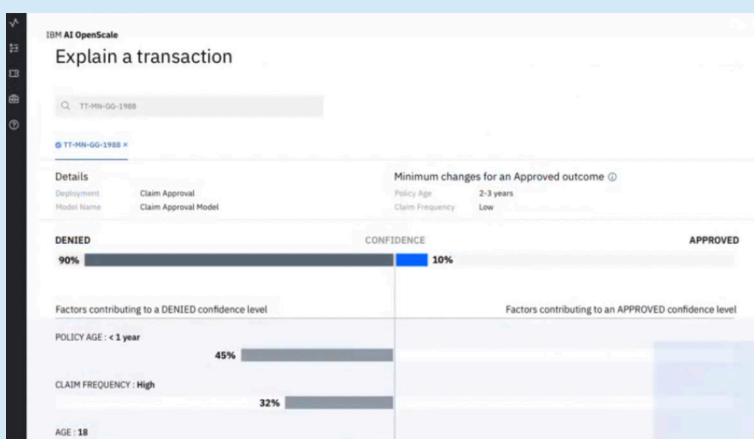 IBM AI OpenScale
Explain a transaction
TT-MN-GG-1988
TT-MN-GG-1988 ×
Details
Minimum changes for an Approved outcome
Deployment Claim Approval
Policy Age 2-3 years
Model Name Claim Approval Model
Claim Frequency Low
DENIED CONFIDENCE APPROVED
90% 10%
Factors contributing to a DENIED confidence level
Factors contributing to an APPROVED confidence level
POLICY AGE : < 1 year
45%
CLAIM FREQUENCY : High
32%
AGE : 18